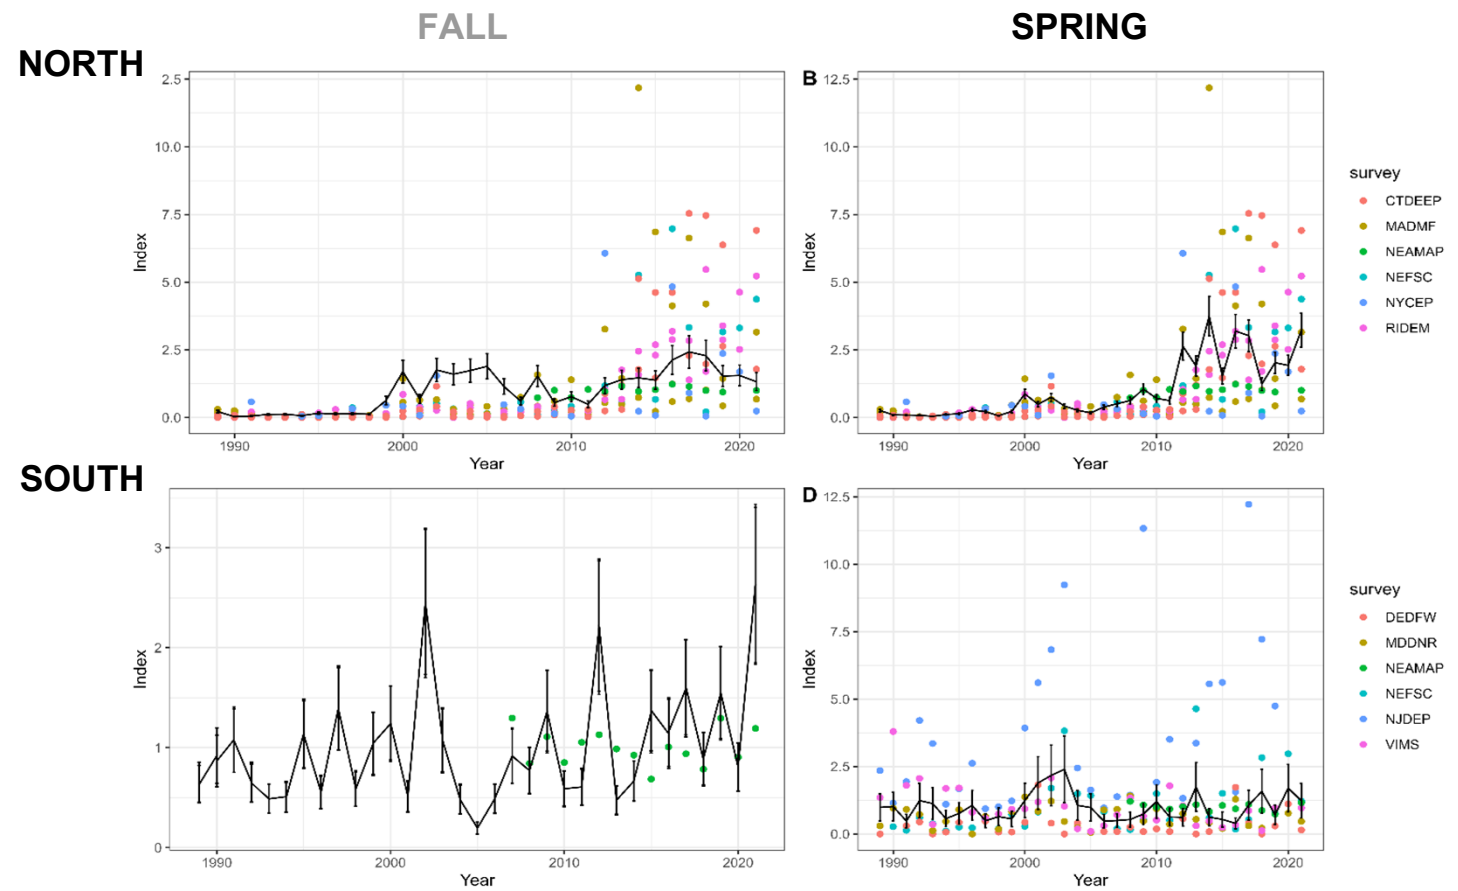 FALL
SPRING
NORTH
2.5
10.0
7.5
5.0
2.5
0.0
Index
1990
2000
2010
2020
Year
B
12.5
10.0
7.5
5.0
2.5
0.0
Index
1990
2000
2010
2020
Year
survey
CTDEEP
MADMF
NEAMAP
NEFSC
NYCEP
RIDEM
SOUTH
3
2
1
0
Index
1990
2000
2010
2020
Year
D
12.5
10.0
7.5
5.0
2.5
0.0
Index
1990
2000
2010
2020
Year
survey
DEDFW
MDDNR
NEAMAP
NEFSC
NJDEP
VIMS